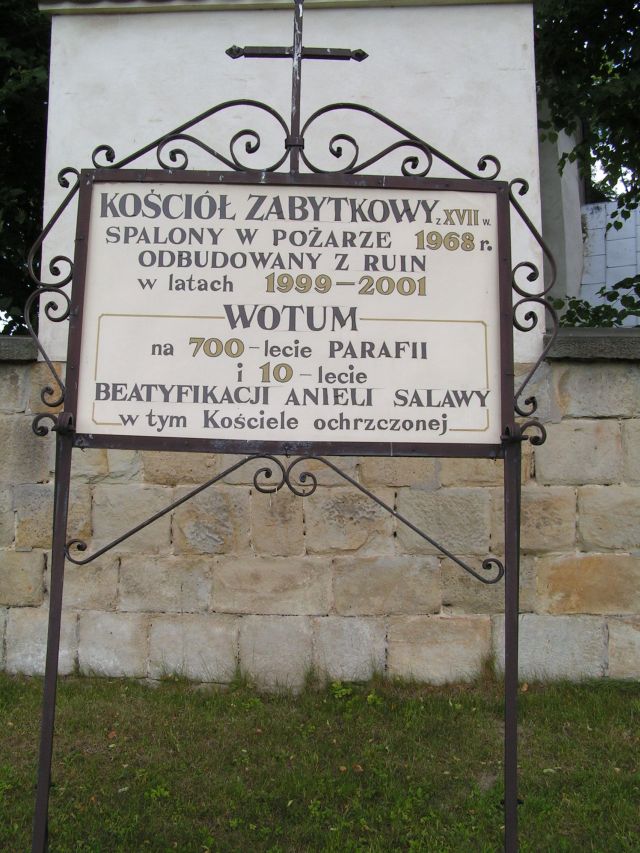 KOŚCIÓŁ ZABYTKOWY z XVII w.
SPALONY W POŻARZE 1968 r.
ODBUDOWANY Z RUIN
w latach 1999-2001
WOTUM
na 700-lecie PARAFII
i 10-lecie
BEATYFIKACJI ANIELI SALAWY
w tym Kościele ochrzczonej